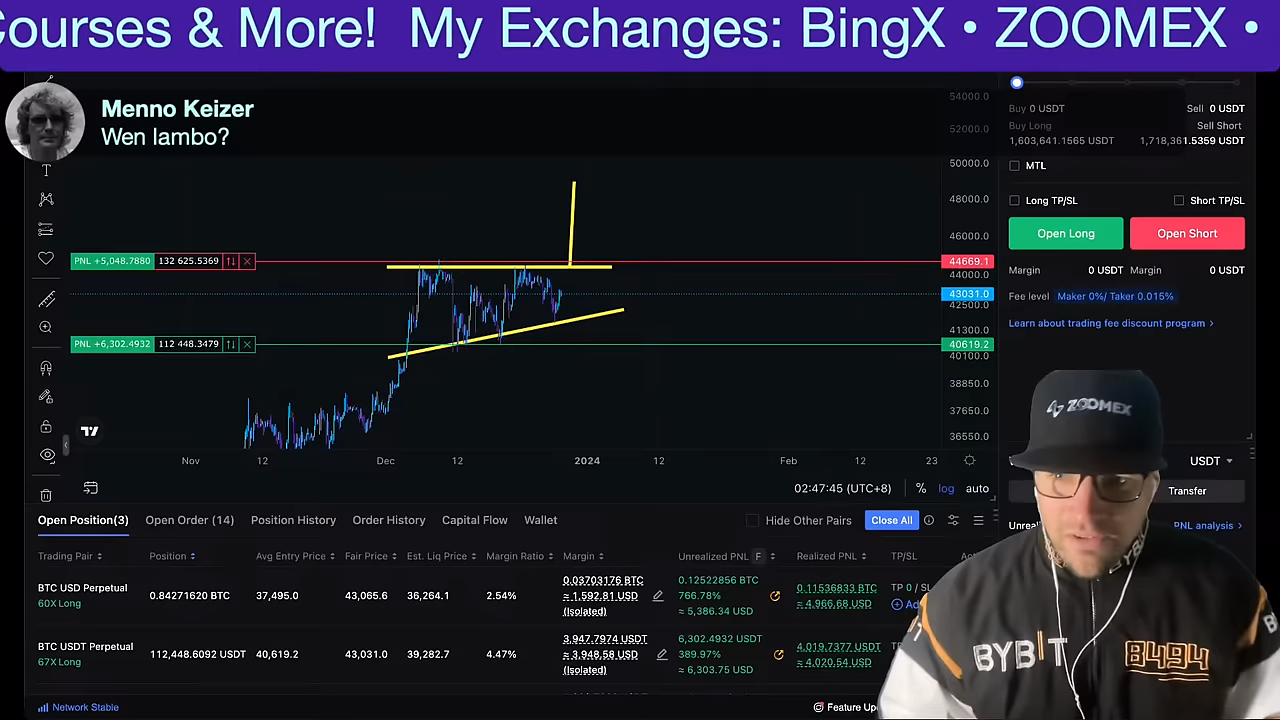 Courses & More! My Exchanges: BingX • ZOOMEX •
Menno Keizer
Wen lambo?
54000.0
52000.0
50000.0
48000.0
46000.0
44669.1
44000.0
43031.0
42500.0
41300.0
40619.2
40100.0
38850.0
37650.0
36550.0
PNL +5,048.7880 132 625.5369
PNL +6,302.4932 112 448.3479
Nov 12 Dec 12 2024 12 Feb 12 23
02:47:45 (UTC+8) % log auto
Buy 0 USDT Sell 0 USDT
Buy Long Sell Short
1,603,641.1565 USDT 1,718,361.5359 USDT
MTL
Long TP/SL Short TP/SL
Open Long Open Short
Margin 0 USDT Margin 0 USDT
Fee level Maker 0%/ Taker 0.015%
Learn about trading fee discount program >
USDT
Transfer
PNL analysis >
Open Position(3) Open Order (14) Position History Order History Capital Flow Wallet Hide Other Pairs Close All
Trading Pair Position Avg Entry Price Fair Price Est. Liq Price Margin Ratio Margin Unrealized PNL F Realized PNL TP/SL
BTC USD Perpetual
60X Long
0.84271620 BTC 37,495.0 43,065.6 36,264.1 2.54%
0.03703176 BTC
≈ 1,592.81 USD
(Isolated)
0.12522856 BTC
766.78%
≈ 5,386.34 USD
0.11536833 BTC
≈ 4,966.68 USD
TP 0 / SL
BTC USDT Perpetual
67X Long
112,448.6092 USDT 40,619.2 43,031.0 39,282.7 4.47%
3,947.7974 USDT
≈ 3,948.58 USD
(Isolated)
6,302.4932 USDT
389.97%
≈ 6,303.75 USD
4,019.7377 USDT
≈ 4,020.54 USD
Network Stable
Feature
ZOOMEX
BYBIT
8494